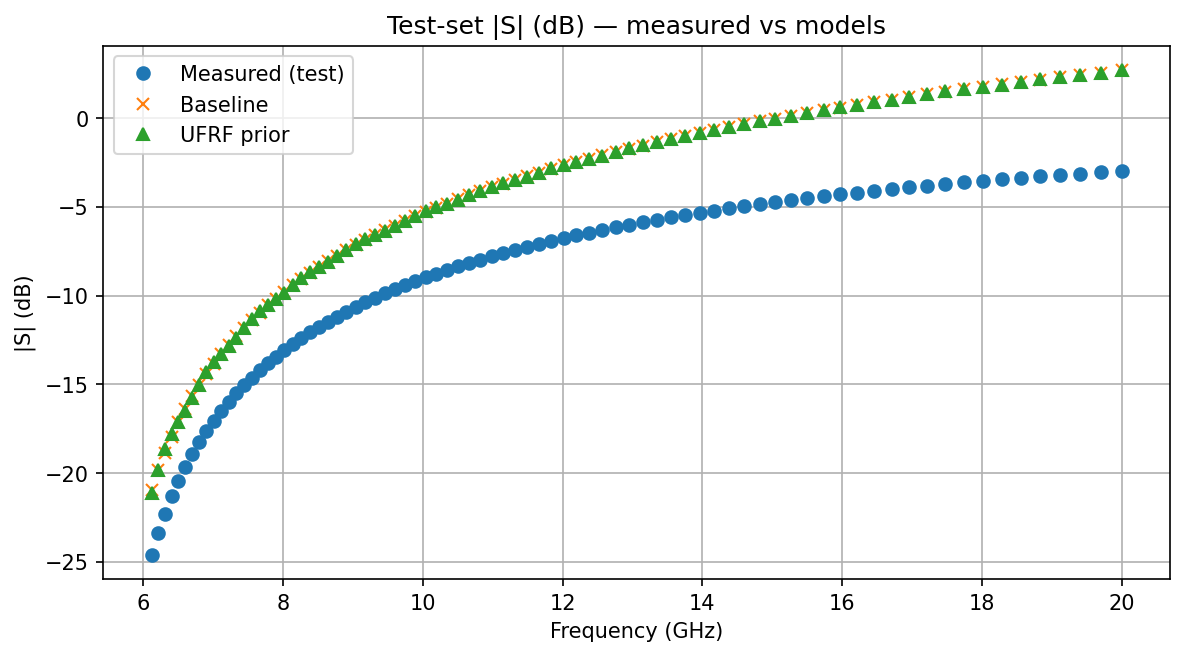 Test-set |S| (dB) — measured vs models
Measured (test)
Baseline
UFRF prior
|S| (dB)
0
−5
−10
−15
−20
−25
6
8
10
12
14
16
18
20
Frequency (GHz)